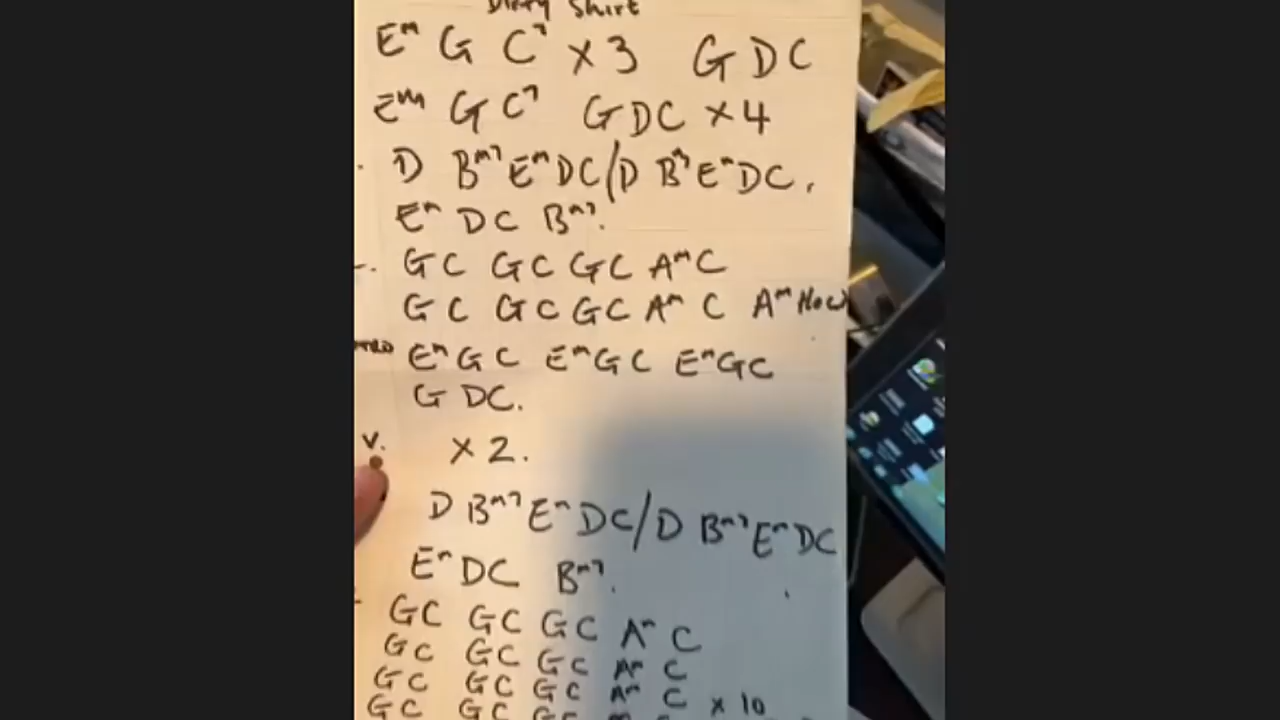 Shirt
Em G C7 x3 G D C
Em G C7 G D C x4
D Bm7 Em D C / D Bm7 Em D C.
Em D C Bm7.
G C G C G C Am C
G C G C G C Am C Am
Em G C Em G C Em G C
G D C.
V. x 2.
D Bm7 Em D C / D Bm7 Em D C
Em D C Bm7.
G C G C G C Am C
G C G C G C Am C
G C G C G C Am C x 10
G C G C G C